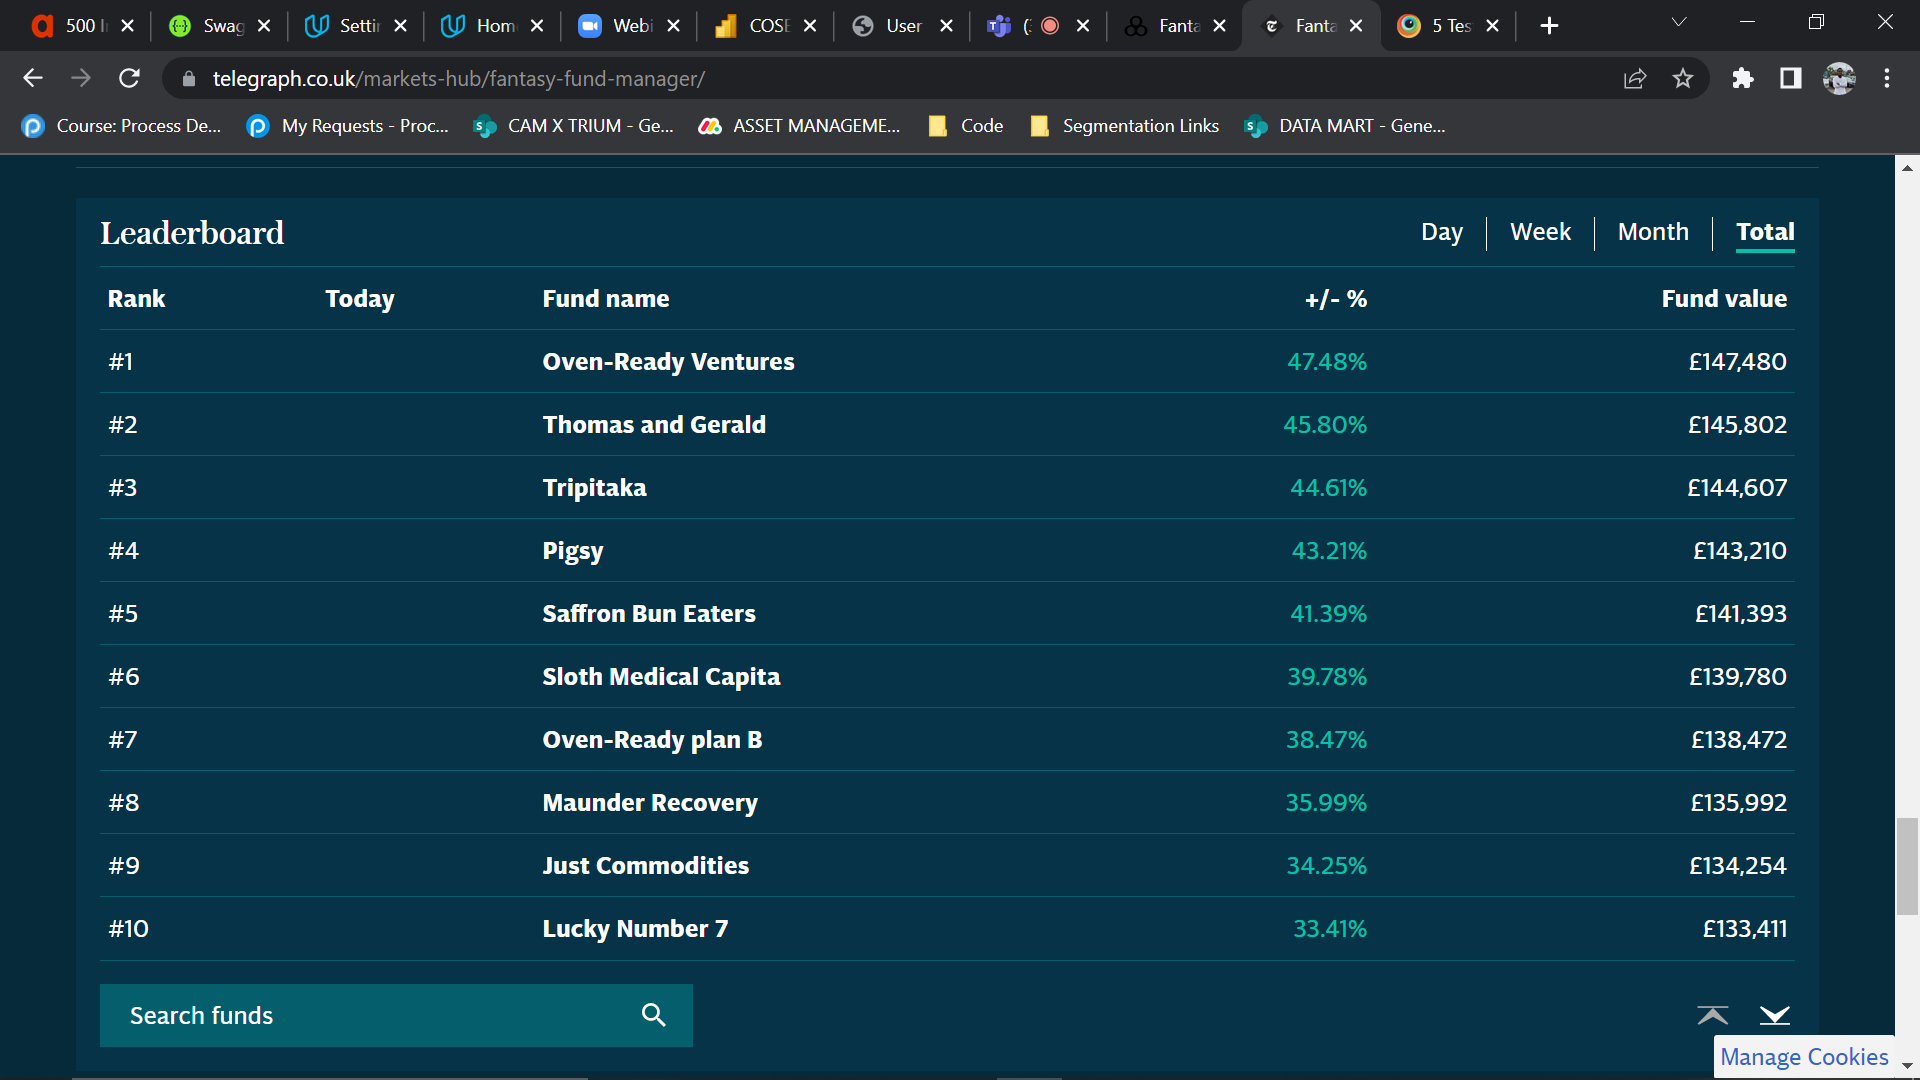 500 I
Swag
Settin
Hom
Webi
COSE
User
Fanta
Fanta
5 Tes
telegraph.co.uk/markets-hub/fantasy-fund-manager/
Course: Process De...
My Requests - Proc...
CAM X TRIUM - Ge...
ASSET MANAGEME...
Code
Segmentation Links
DATA MART - Gene...
Leaderboard
Day Week Month Total
Rank Today Fund name +/- % Fund value
#1 Oven-Ready Ventures 47.48% £147,480
#2 Thomas and Gerald 45.80% £145,802
#3 Tripitaka 44.61% £144,607
#4 Pigsy 43.21% £143,210
#5 Saffron Bun Eaters 41.39% £141,393
#6 Sloth Medical Capita 39.78% £139,780
#7 Oven-Ready plan B 38.47% £138,472
#8 Maunder Recovery 35.99% £135,992
#9 Just Commodities 34.25% £134,254
#10 Lucky Number 7 33.41% £133,411
Search funds
Manage Cookies